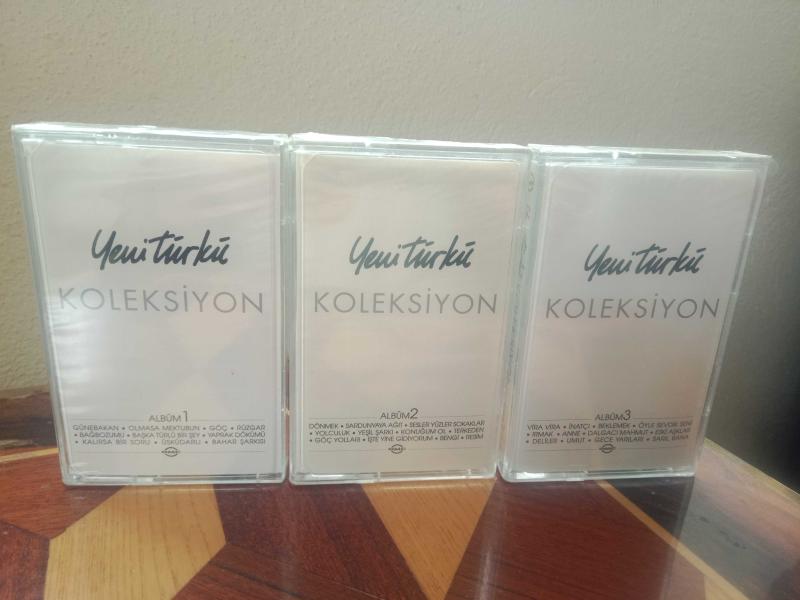 Yeni Türkü
KOLEKSİYON
ALBÜM 1
GÜNEBAKAN • OLMASA MEKTUBUN • GÖÇ • RÜZGAR
• BAĞBOZUMU • BAŞKA TÜRLÜ BİR ŞEY • YAPRAK DÖKÜMÜ
• KALIRSA BİR SORU • ÜSKÜDARLI • BAHAR ŞARKISI
Yeni Türkü
KOLEKSİYON
ALBÜM 2
DÖNMEK • SARDUNYAYA AĞIT • SESLER YÜZLER SOKAKLAR
• YOLCULUK • YEŞİL ŞARKI • KONUĞUM OL • TERKEDEN
• GÖÇ YOLLARI • İŞTE YİNE GİDİYORUM • RENGİ • RESİM
Yeni Türkü
KOLEKSİYON
ALBÜM 3
VİRA VİRA • İNATÇI • BEKLEMEK • ÖYLE SEVDİK SENİ
• IRMAK • ANNE • DALGACI MAHMUT • ESKİ AŞKLAR
• DELİLER • UMUT • GECE YARILARI • SARIL BANA